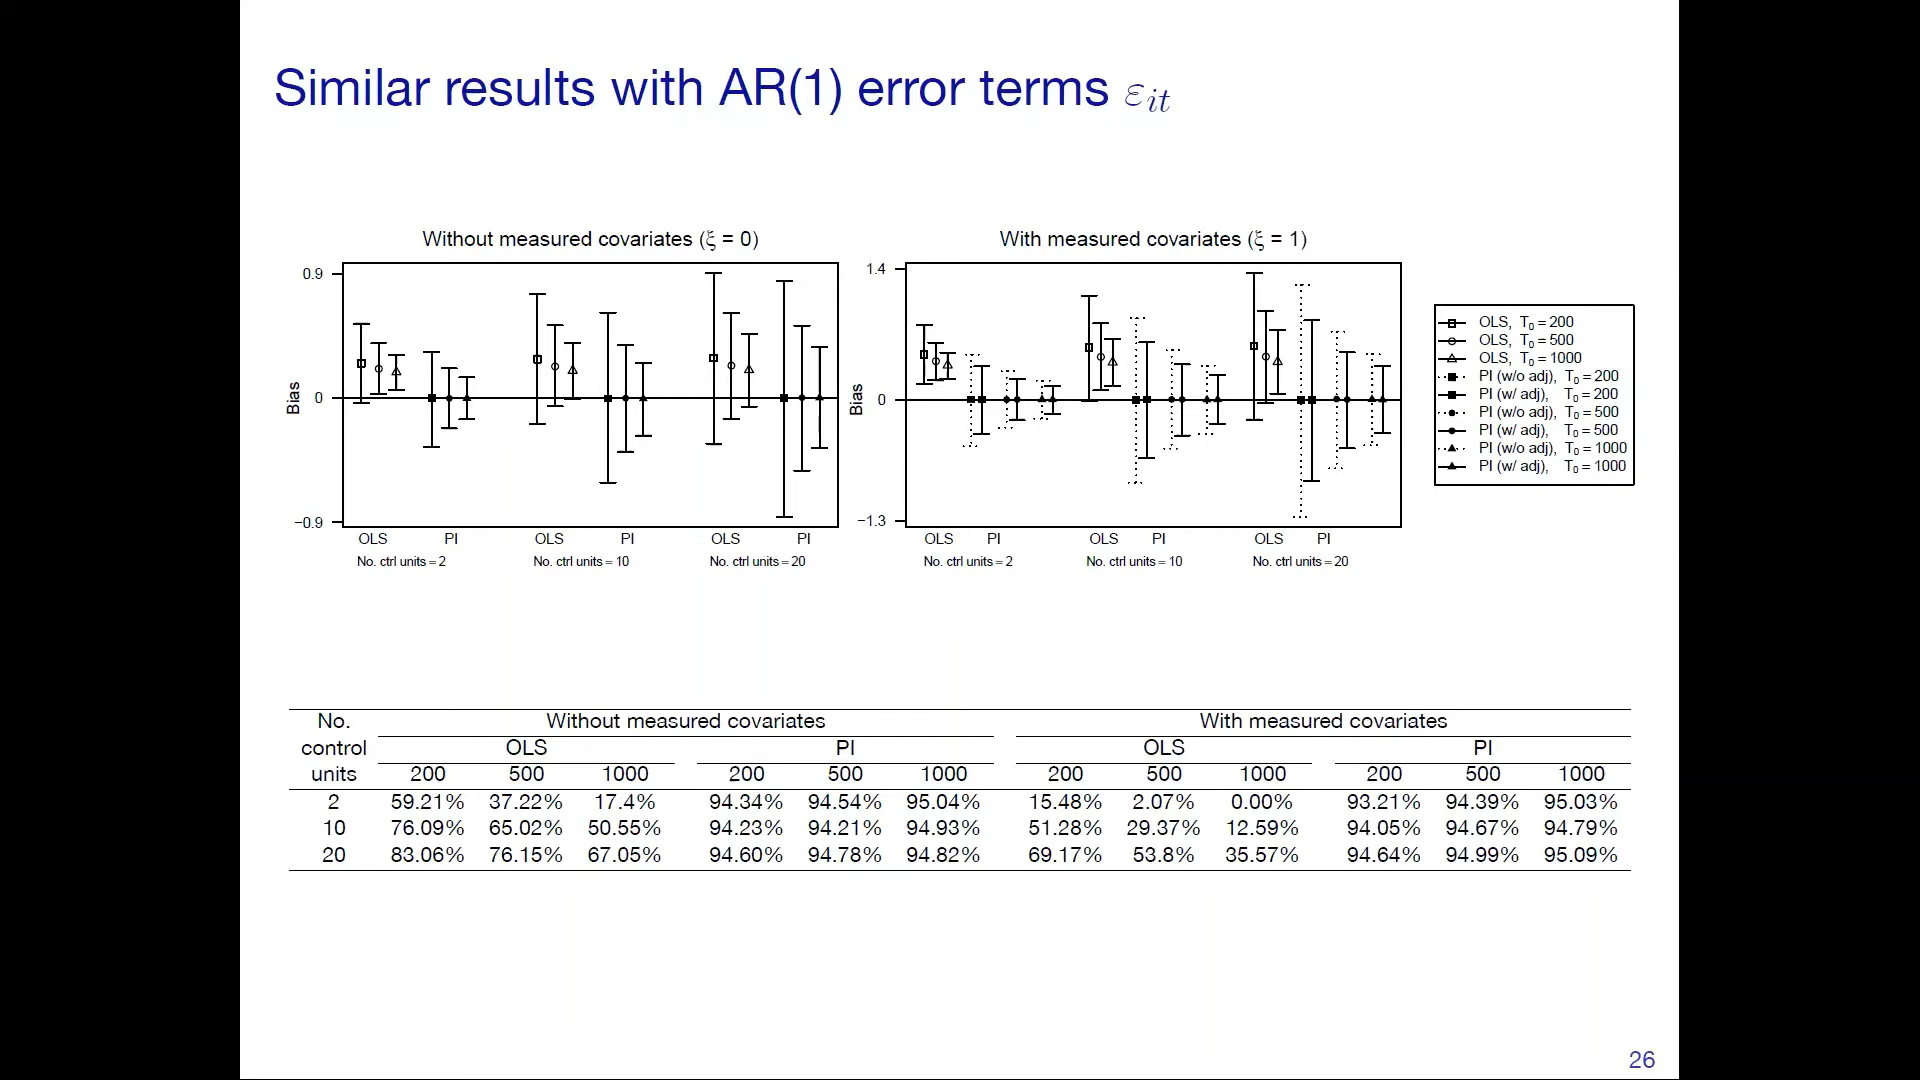 Similar results with AR(1) error terms εit
Without measured covariates (ξ = 0)
0.9
0
−0.9
Bias
OLS PI OLS PI OLS PI
No. ctrl units = 2 No. ctrl units = 10 No. ctrl units = 20
With measured covariates (ξ = 1)
1.4
0
−1.3
Bias
OLS PI OLS PI OLS PI
No. ctrl units = 2 No. ctrl units = 10 No. ctrl units = 20
OLS, T0 = 200
OLS, T0 = 500
OLS, T0 = 1000
PI (w/o adj), T0 = 200
PI (w/ adj), T0 = 200
PI (w/o adj), T0 = 500
PI (w/ adj), T0 = 500
PI (w/o adj), T0 = 1000
PI (w/ adj), T0 = 1000
No. Without measured covariates With measured covariates
control OLS PI OLS PI
units 200 500 1000 200 500 1000 200 500 1000 200 500 1000
2 59.21% 37.22% 17.4% 94.34% 94.54% 95.04% 15.48% 2.07% 0.00% 93.21% 94.39% 95.03%
10 76.09% 65.02% 50.55% 94.23% 94.21% 94.93% 51.28% 29.37% 12.59% 94.05% 94.67% 94.79%
20 83.06% 76.15% 67.05% 94.60% 94.78% 94.82% 69.17% 53.8% 35.57% 94.64% 94.99% 95.09%
26